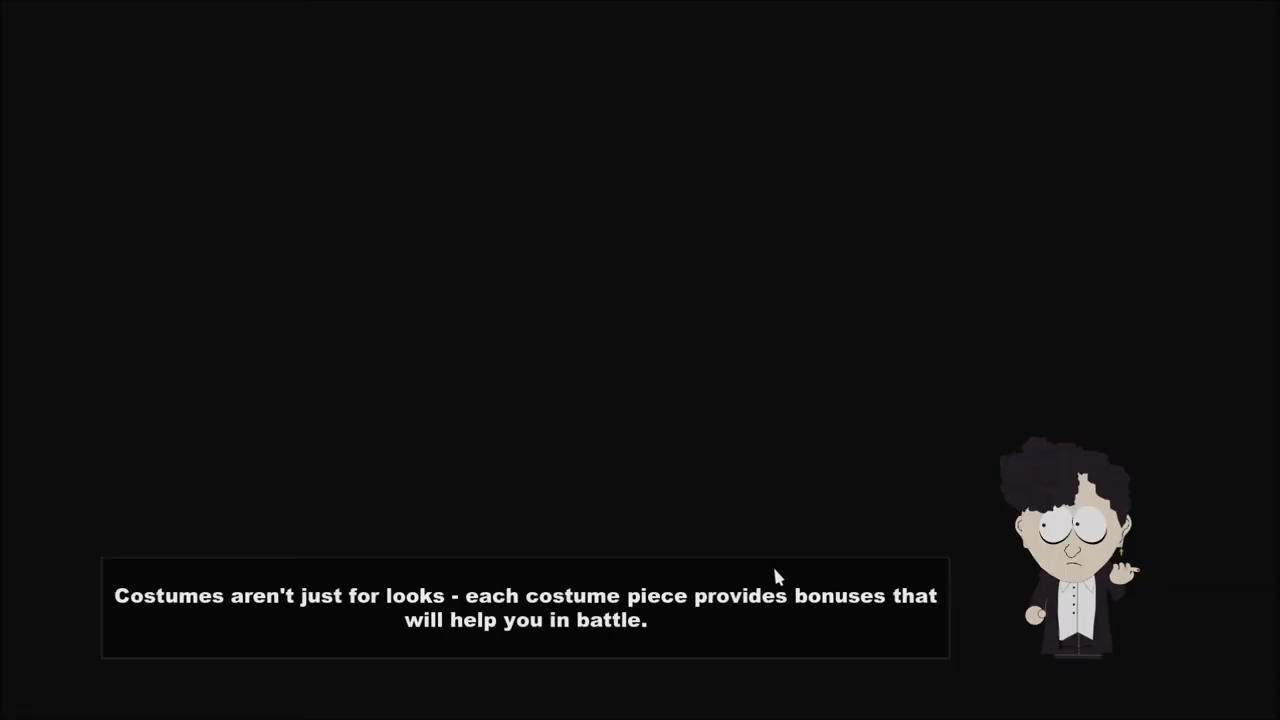 Costumes aren't just for looks - each costume piece provides bonuses that
will help you in battle.